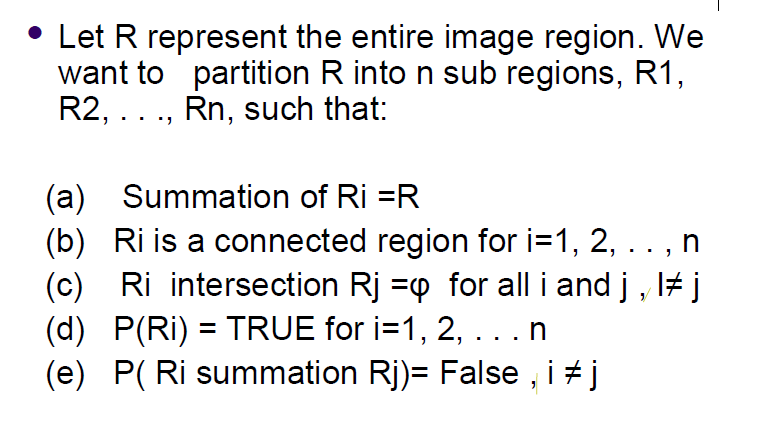 • Let R represent the entire image region. We
want to partition R into n sub regions, R1,
R2, . . ., Rn, such that:
(a) Summation of Ri =R
(b) Ri is a connected region for i=1, 2, . . , n
(c) Ri intersection Rj =φ for all i and j , I≠ j
(d) P(Ri) = TRUE for i=1, 2, . . . n
(e) P( Ri summation Rj)= False , i ≠ j